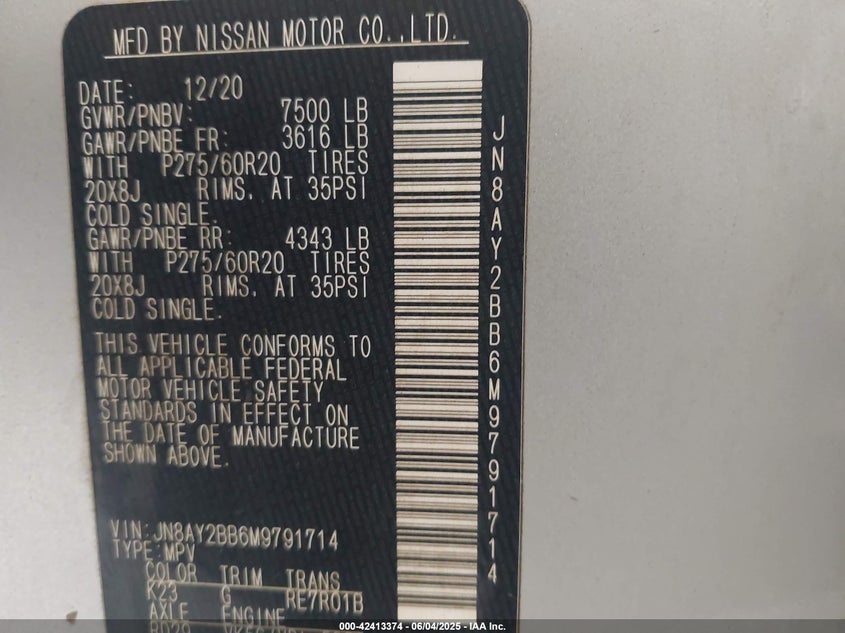 MFD BY NISSAN MOTOR CO.,LTD.
DATE: 12/20
GVWR/PNBV: 7500 LB
GAWR/PNBE FR: 3616 LB
WITH P275/60R20 TIRES
20X8J RIMS. AT 35PSI
COLD SINGLE.
GAWR/PNBE RR: 4343 LB
WITH P275/60R20 TIRES
20X8J RIMS. AT 35PSI
COLD SINGLE.
THIS VEHICLE CONFORMS TO
ALL APPLICABLE FEDERAL
MOTOR VEHICLE SAFETY
STANDARDS IN EFFECT ON
THE DATE OF MANUFACTURE
SHOWN ABOVE.
VIN:JN8AY2BB6M9791714
TYPE:MPV
COLOR TRIM TRANS
K23 G RE7R01B
AXLE ENGINE
JN8AY2BB6M9791714
000-42413374 - 06/04/2025 - IAA Inc.